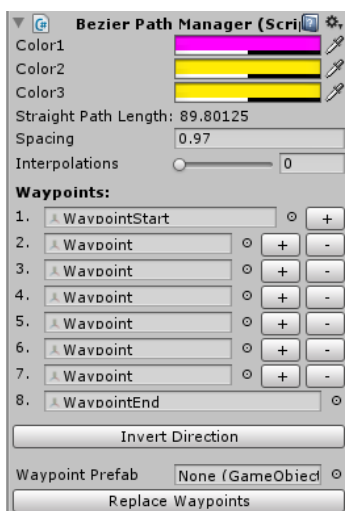 Bezier Path Manager (Scri
Color1
Color2
Color3
Straight Path Length: 89.80125
Spacing 0.97
Interpolations 0
Waypoints:
1. WaypointStart +
2. Waypoint + -
3. Waypoint + -
4. Waypoint + -
5. Waypoint + -
6. Waypoint + -
7. Waypoint + -
8. WaypointEnd
Invert Direction
Waypoint Prefab None (GameObject
Replace Waypoints